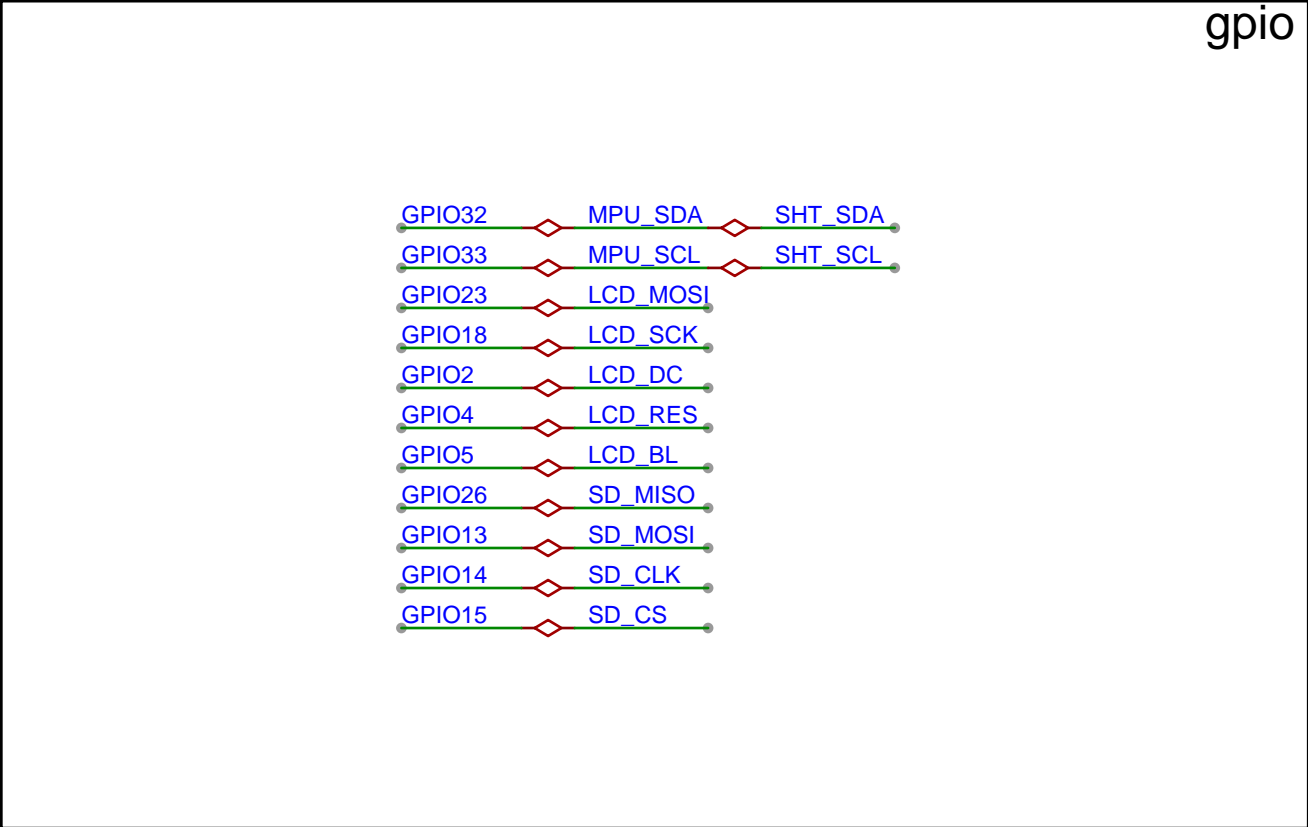 gpio
GPIO32 MPU_SDA SHT_SDA
GPIO33 MPU_SCL SHT_SCL
GPIO23 LCD_MOSI
GPIO18 LCD_SCK
GPIO2 LCD_DC
GPIO4 LCD_RES
GPIO5 LCD_BL
GPIO26 SD_MISO
GPIO13 SD_MOSI
GPIO14 SD_CLK
GPIO15 SD_CS